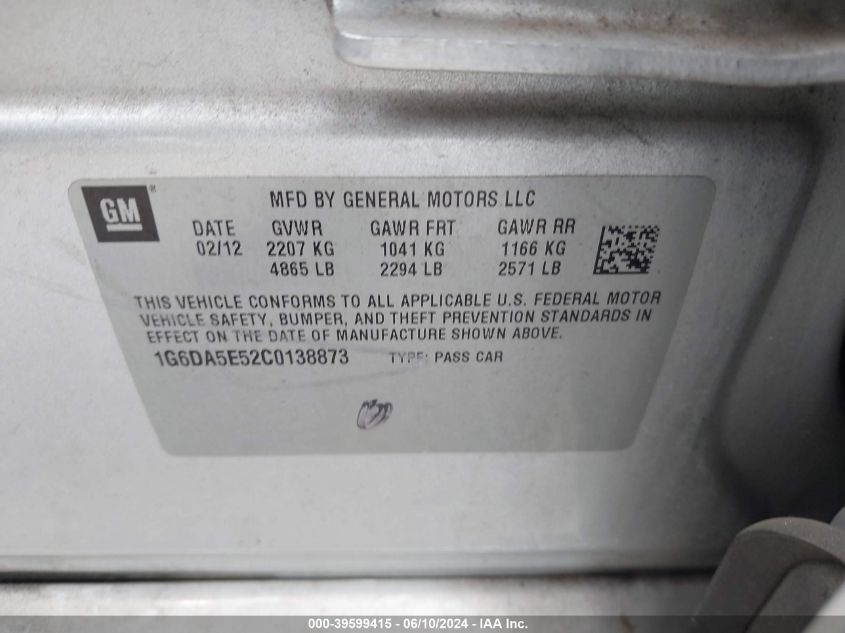 GM®
MFD BY GENERAL MOTORS LLC
DATE GVWR GAWR FRT GAWR RR
02/12 2207 KG 1041 KG 1166 KG
4865 LB 2294 LB 2571 LB
THIS VEHICLE CONFORMS TO ALL APPLICABLE U.S. FEDERAL MOTOR
VEHICLE SAFETY, BUMPER, AND THEFT PREVENTION STANDARDS IN
EFFECT ON THE DATE OF MANUFACTURE SHOWN ABOVE.
1G6DA5E52C0138873 TYPE: PASS CAR
000-39599415 - 06/10/2024 - IAA Inc.